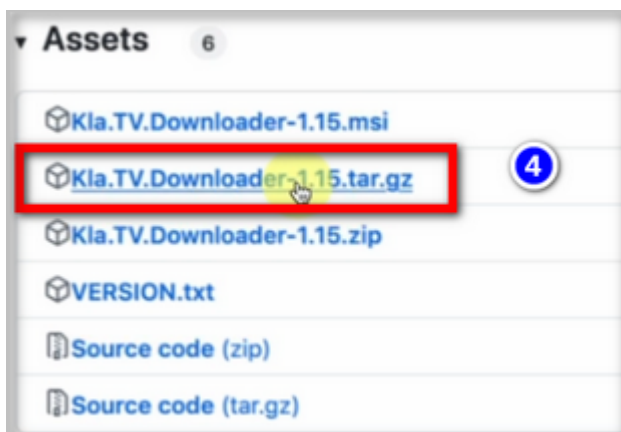 Assets 6
Kla.TV.Downloader-1.15.msi
Kla.TV.Downloader-1.15.tar.gz 4
Kla.TV.Downloader-1.15.zip
VERSION.txt
Source code (zip)
Source code (tar.gz)